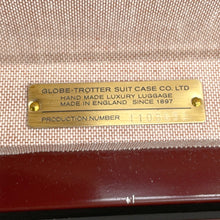 GLOBE-TROTTER SUIT CASE CO. LTD
HAND MADE LUXURY LUGGAGE
MADE IN ENGLAND SINCE 1897
PRODUCTION NUMBER